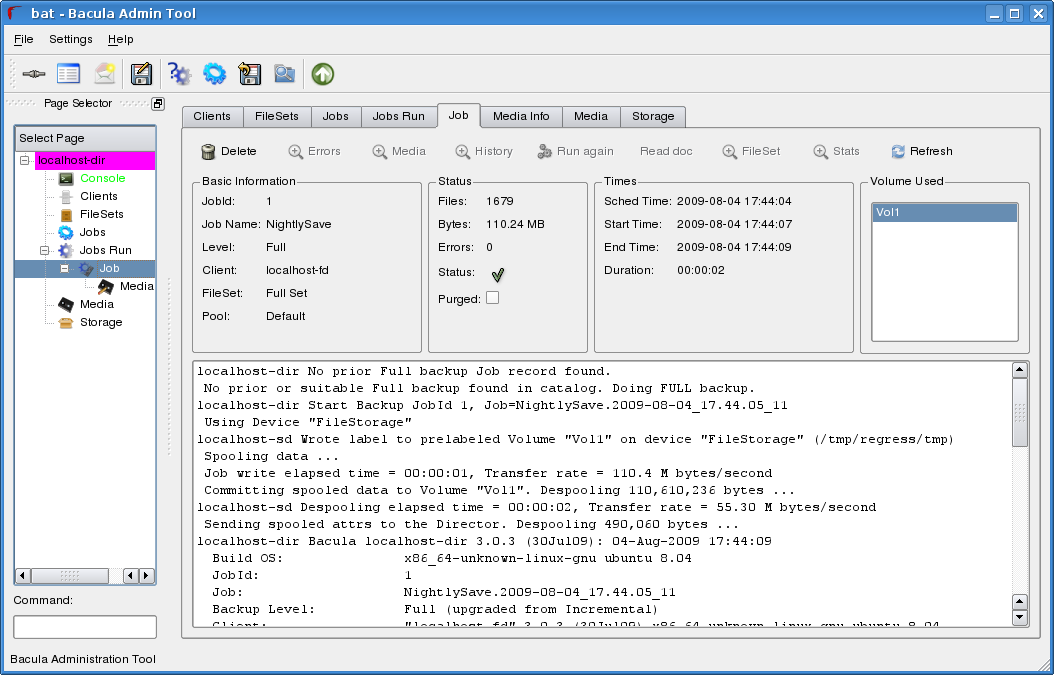 bat - Bacula Admin Tool
File Settings Help
Page Selector
Select Page
localhost-dir
Console
Clients
FileSets
Jobs
Jobs Run
Job
Media
Media
Storage
Command:
Clients FileSets Jobs Jobs Run Job Media Info Media Storage
Delete Errors Media History Run again Read doc FileSet Stats Refresh
Basic Information
JobId: 1
Job Name: NightlySave
Level: Full
Client: localhost-fd
FileSet: Full Set
Pool: Default
Status
Files: 1679
Bytes: 110.24 MB
Errors: 0
Status:
Purged:
Times
Sched Time: 2009-08-04 17:44:04
Start Time: 2009-08-04 17:44:07
End Time: 2009-08-04 17:44:09
Duration: 00:00:02
Volume Used
Vol1
localhost-dir No prior Full backup Job record found.
No prior or suitable Full backup found in catalog. Doing FULL backup.
localhost-dir Start Backup JobId 1, Job=NightlySave.2009-08-04_17.44.05_11
Using Device "FileStorage"
localhost-sd Wrote label to prelabeled Volume "Vol1" on device "FileStorage" (/tmp/regress/tmp)
Spooling data ...
Job write elapsed time = 00:00:01, Transfer rate = 110.4 M bytes/second
Committing spooled data to Volume "Vol1". Despooling 110,610,236 bytes ...
localhost-sd Despooling elapsed time = 00:00:02, Transfer rate = 55.30 M bytes/second
Sending spooled attrs to the Director. Despooling 490,060 bytes ...
localhost-dir Bacula localhost-dir 3.0.3 (30Jul09): 04-Aug-2009 17:44:09
Build OS: x86_64-unknown-linux-gnu ubuntu 8.04
JobId: 1
Job: NightlySave.2009-08-04_17.44.05_11
Backup Level: Full (upgraded from Incremental)
Client: "localhost-fd" 3.0.3 (30Jul09) x86_64-unknown-linux-gnu ubuntu 8.04
Bacula Administration Tool